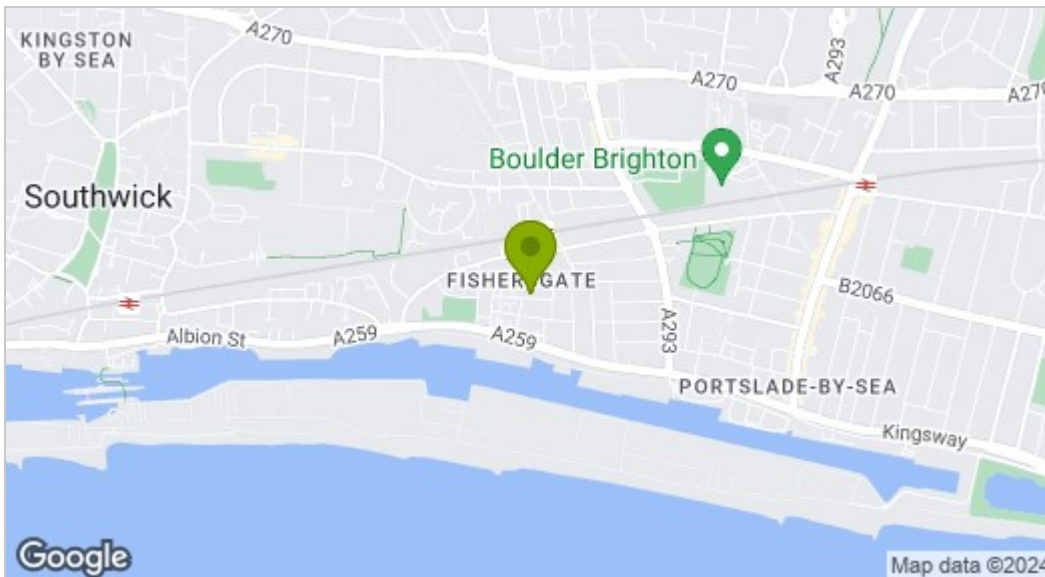 KINGSTON
BY SEA
A270
A293
A270
A270
A270
Boulder Brighton
Southwick
FISHERSGATE
B2066
Albion St
A259
A259
A293
PORTSLADE-BY-SEA
Kingsway
Google
Map data ©2024